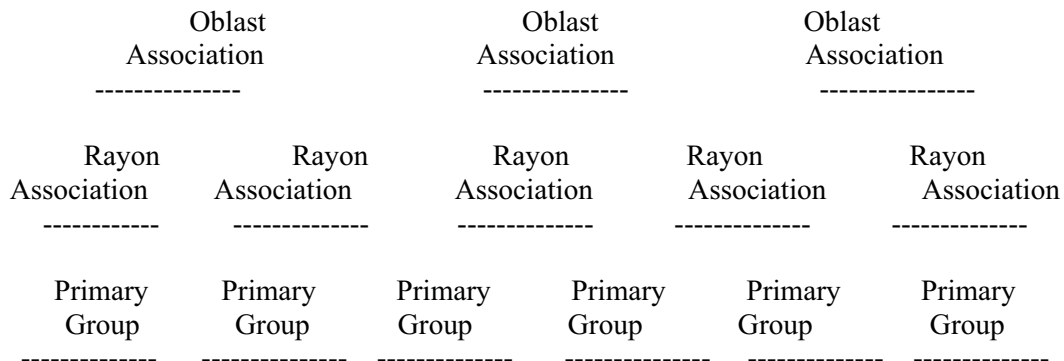 Oblast Oblast Oblast
Association Association Association
--------------- --------------- ----------------
Rayon Rayon Rayon Rayon Rayon
Association Association Association Association Association
------------ -------------- -------------- -------------- --------------
Primary Primary Primary Primary Primary Primary
Group Group Group Group Group Group
-------------- --------------- -------------- --------------- -------------- --------------